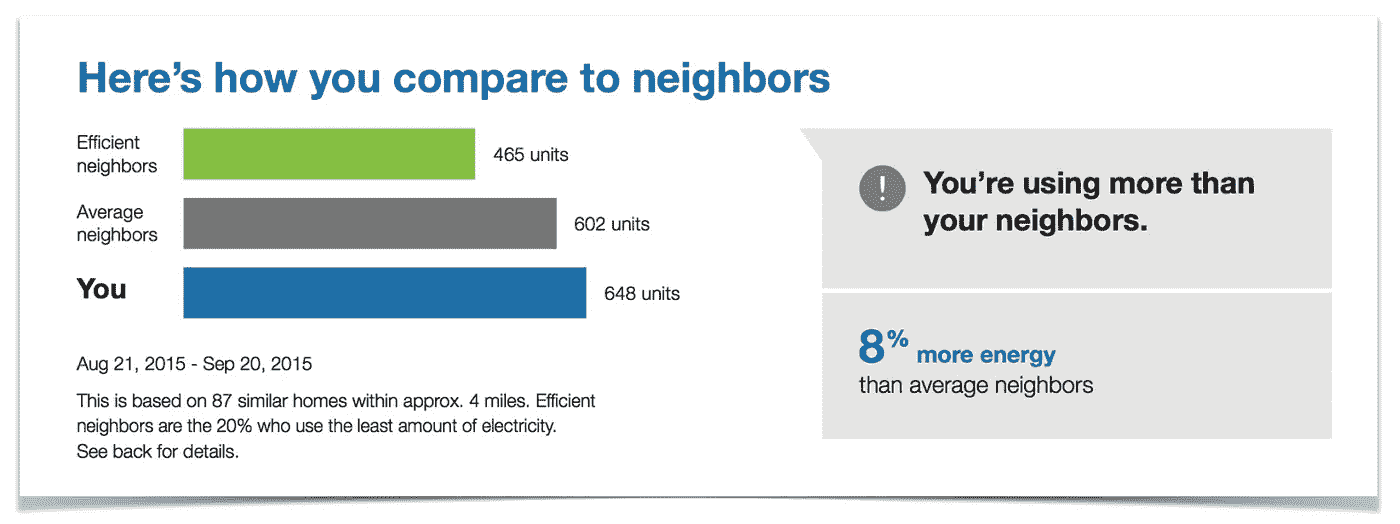 Here's how you compare to neighbors
Efficient
neighbors
465 units
Average
neighbors
602 units
You
648 units
Aug 21, 2015 - Sep 20, 2015
This is based on 87 similar homes within approx. 4 miles. Efficient
neighbors are the 20% who use the least amount of electricity.
See back for details.
!
You're using more than
your neighbors.
8% more energy
than average neighbors